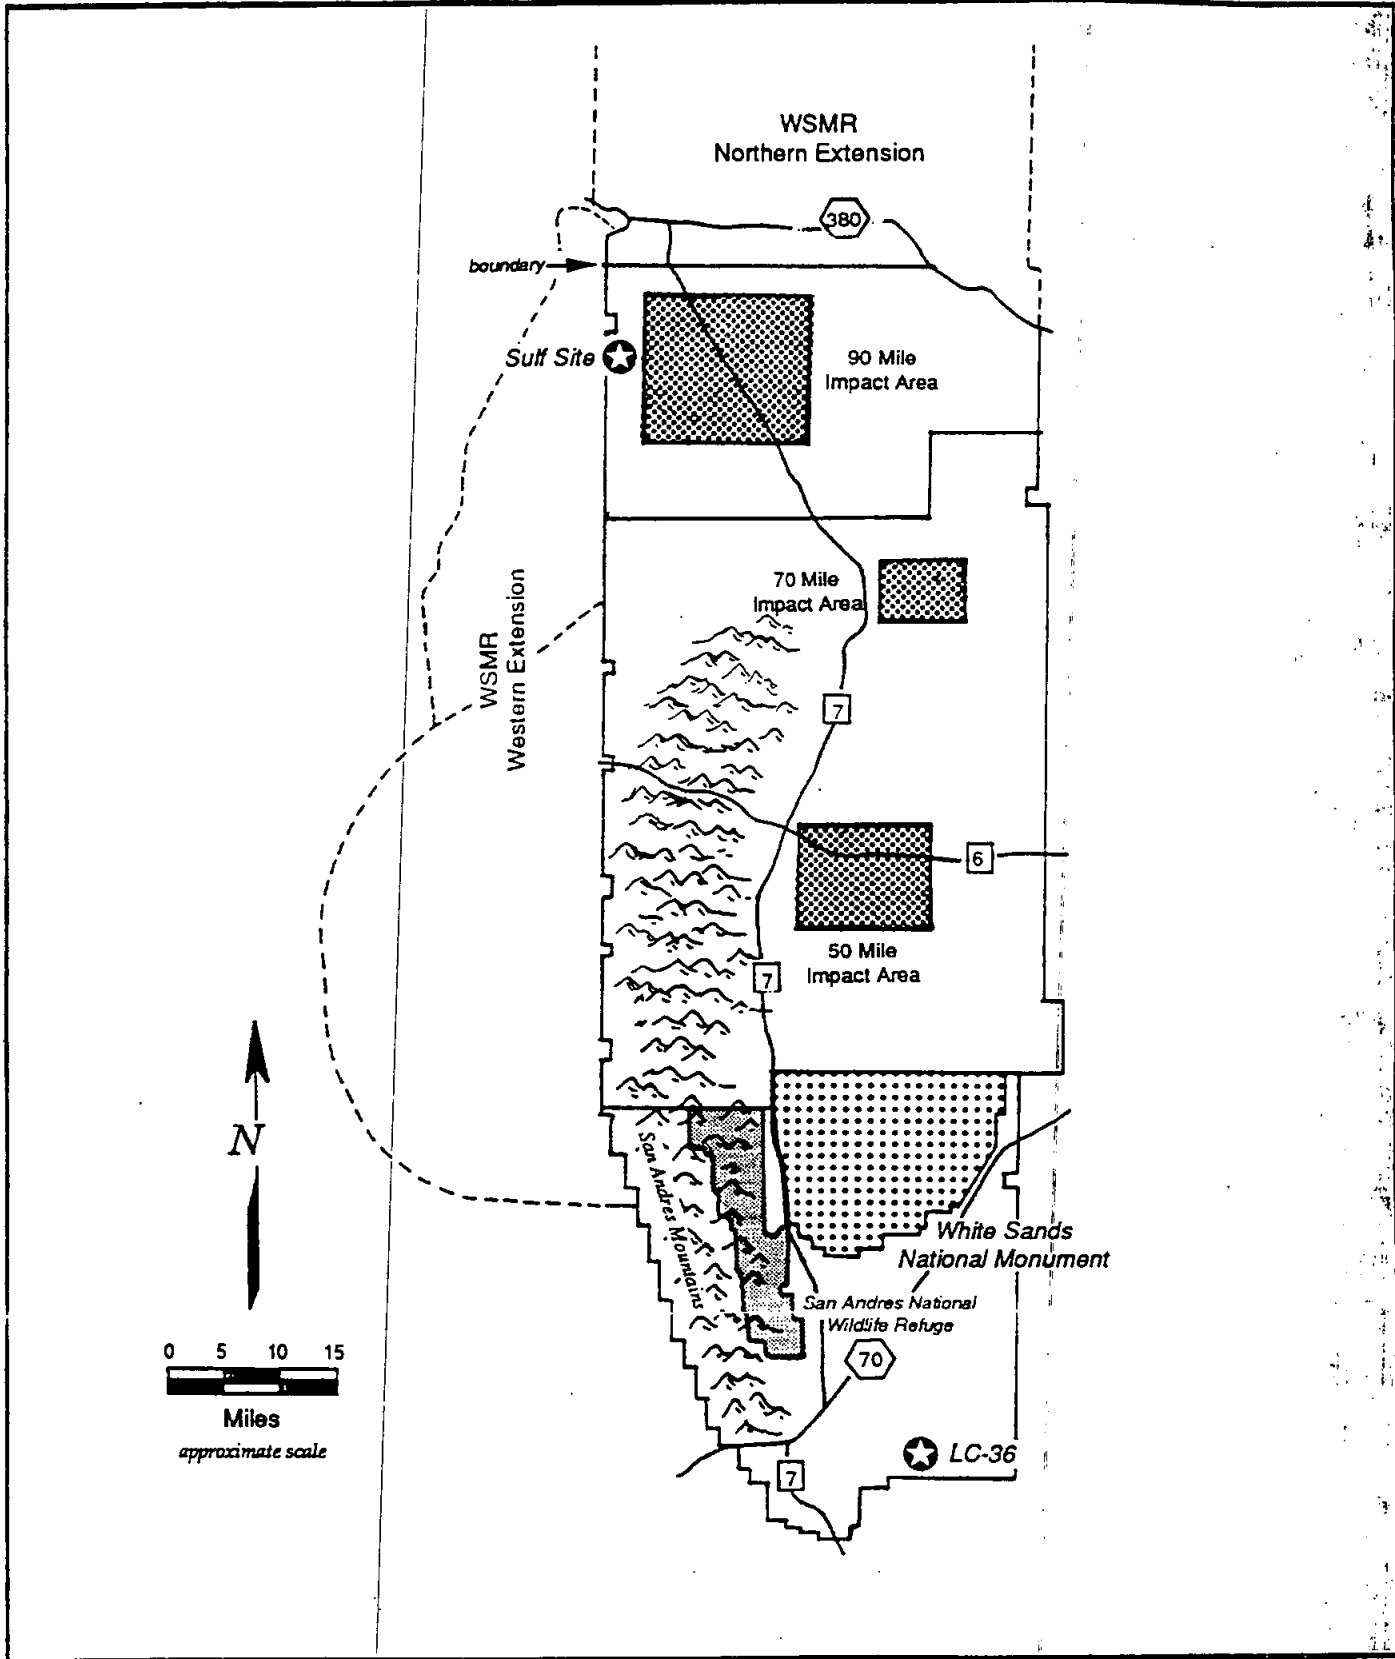 WSMR
Northern Extension
380
boundary
Sulf Site
90 Mile
Impact Area
70 Mile
Impact Area
WSMR
Western Extension
7
6
50 Mile
Impact Area
7
N
San Andres Mountains
White Sands
National Monument
San Andres National
Wildlife Refuge
0 5 10 15
Miles
approximate scale
70
LC-36
7